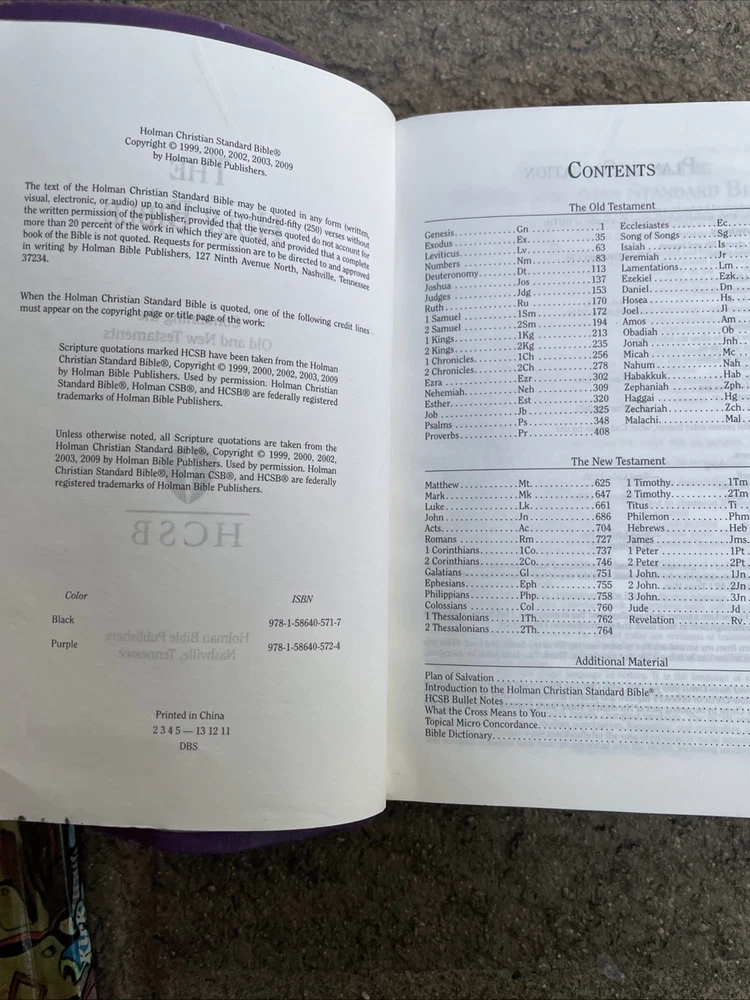 Holman Christian Standard Bible®
Copyright © 1999, 2000, 2002, 2003, 2009
by Holman Bible Publishers.
The text of the Holman Christian Standard Bible may be quoted in any form (written,
visual, electronic, or audio) up to and inclusive of two-hundred-fifty (250) verses without
the written permission of the publisher, provided that the verses quoted do not account for
more than 20 percent of the work in which they are quoted, and provided that a complete
book of the Bible is not quoted. Requests for permission are to be directed to and approved
in writing by Holman Bible Publishers, 127 Ninth Avenue North, Nashville, Tennessee
37234.
When the Holman Christian Standard Bible is quoted, one of the following credit lines
must appear on the copyright page or title page of the work:
Scripture quotations marked HCSB have been taken from the Holman
Christian Standard Bible®, Copyright © 1999, 2000, 2002, 2003, 2009
by Holman Bible Publishers. Used by permission. Holman Christian
Standard Bible®, Holman CSB®, and HCSB® are federally registered
trademarks of Holman Bible Publishers.
Unless otherwise noted, all Scripture quotations are taken from the
Holman Christian Standard Bible®, Copyright © 1999, 2000, 2002,
2003, 2009 by Holman Bible Publishers. Used by permission. Holman
Christian Standard Bible®, Holman CSB®, and HCSB® are federally
registered trademarks of Holman Bible Publishers.
Color ISBN
Black 978-1-58640-571-7
Purple 978-1-58640-572-4
Printed in China
2 3 4 5 — 13 12 11
DBS
CONTENTS
The Old Testament
Genesis Gn 1
Exodus Ex. 35
Leviticus Lv 63
Numbers Nm 83
Deuteronomy Dt. 113
Joshua Jos 137
Judges Jdg 153
Ruth Ru 170
1 Samuel 1Sm 172
2 Samuel 2Sm 194
1 Kings 1Kg 213
2 Kings 2Kg 235
1 Chronicles 1Ch 256
2 Chronicles 2Ch 278
Ezra Ezr. 302
Nehemiah Neh 309
Esther Est 320
Job Jb 325
Psalms Ps 348
Proverbs Pr 408
Ecclesiastes Ec.
Song of Songs Sg
Isaiah Is
Jeremiah Jr
Lamentations Lm
Ezekiel Ezk.
Daniel Dn
Hosea Hs.
Joel Jl
Amos Am
Obadiah Ob
Jonah Jnh
Micah Mc
Nahum Nah
Habakkuk Hab
Zephaniah Zph.
Haggai Hg
Zechariah Zch
Malachi Mal
The New Testament
Matthew Mt. 625
Mark Mk 647
Luke Lk. 661
John Jn 686
Acts Ac 704
Romans Rm 727
1 Corinthians 1Co. 737
2 Corinthians 2Co. 746
Galatians Gl 751
Ephesians Eph 755
Philippians Php. 758
Colossians Col 760
1 Thessalonians 1Th. 762
2 Thessalonians 2Th. 764
1 Timothy 1Tm
2 Timothy 2Tm
Titus Ti
Philemon Phm
Hebrews Heb
James Jms.
1 Peter 1Pt
2 Peter 2Pt
1 John 1Jn
2 John 2Jn
3 John 3Jn
Jude Jd
Revelation Rv.
Additional Material
Plan of Salvation
Introduction to the Holman Christian Standard Bible®
HCSB Bullet Notes
What the Cross Means to You
Topical Micro Concordance
Bible Dictionary